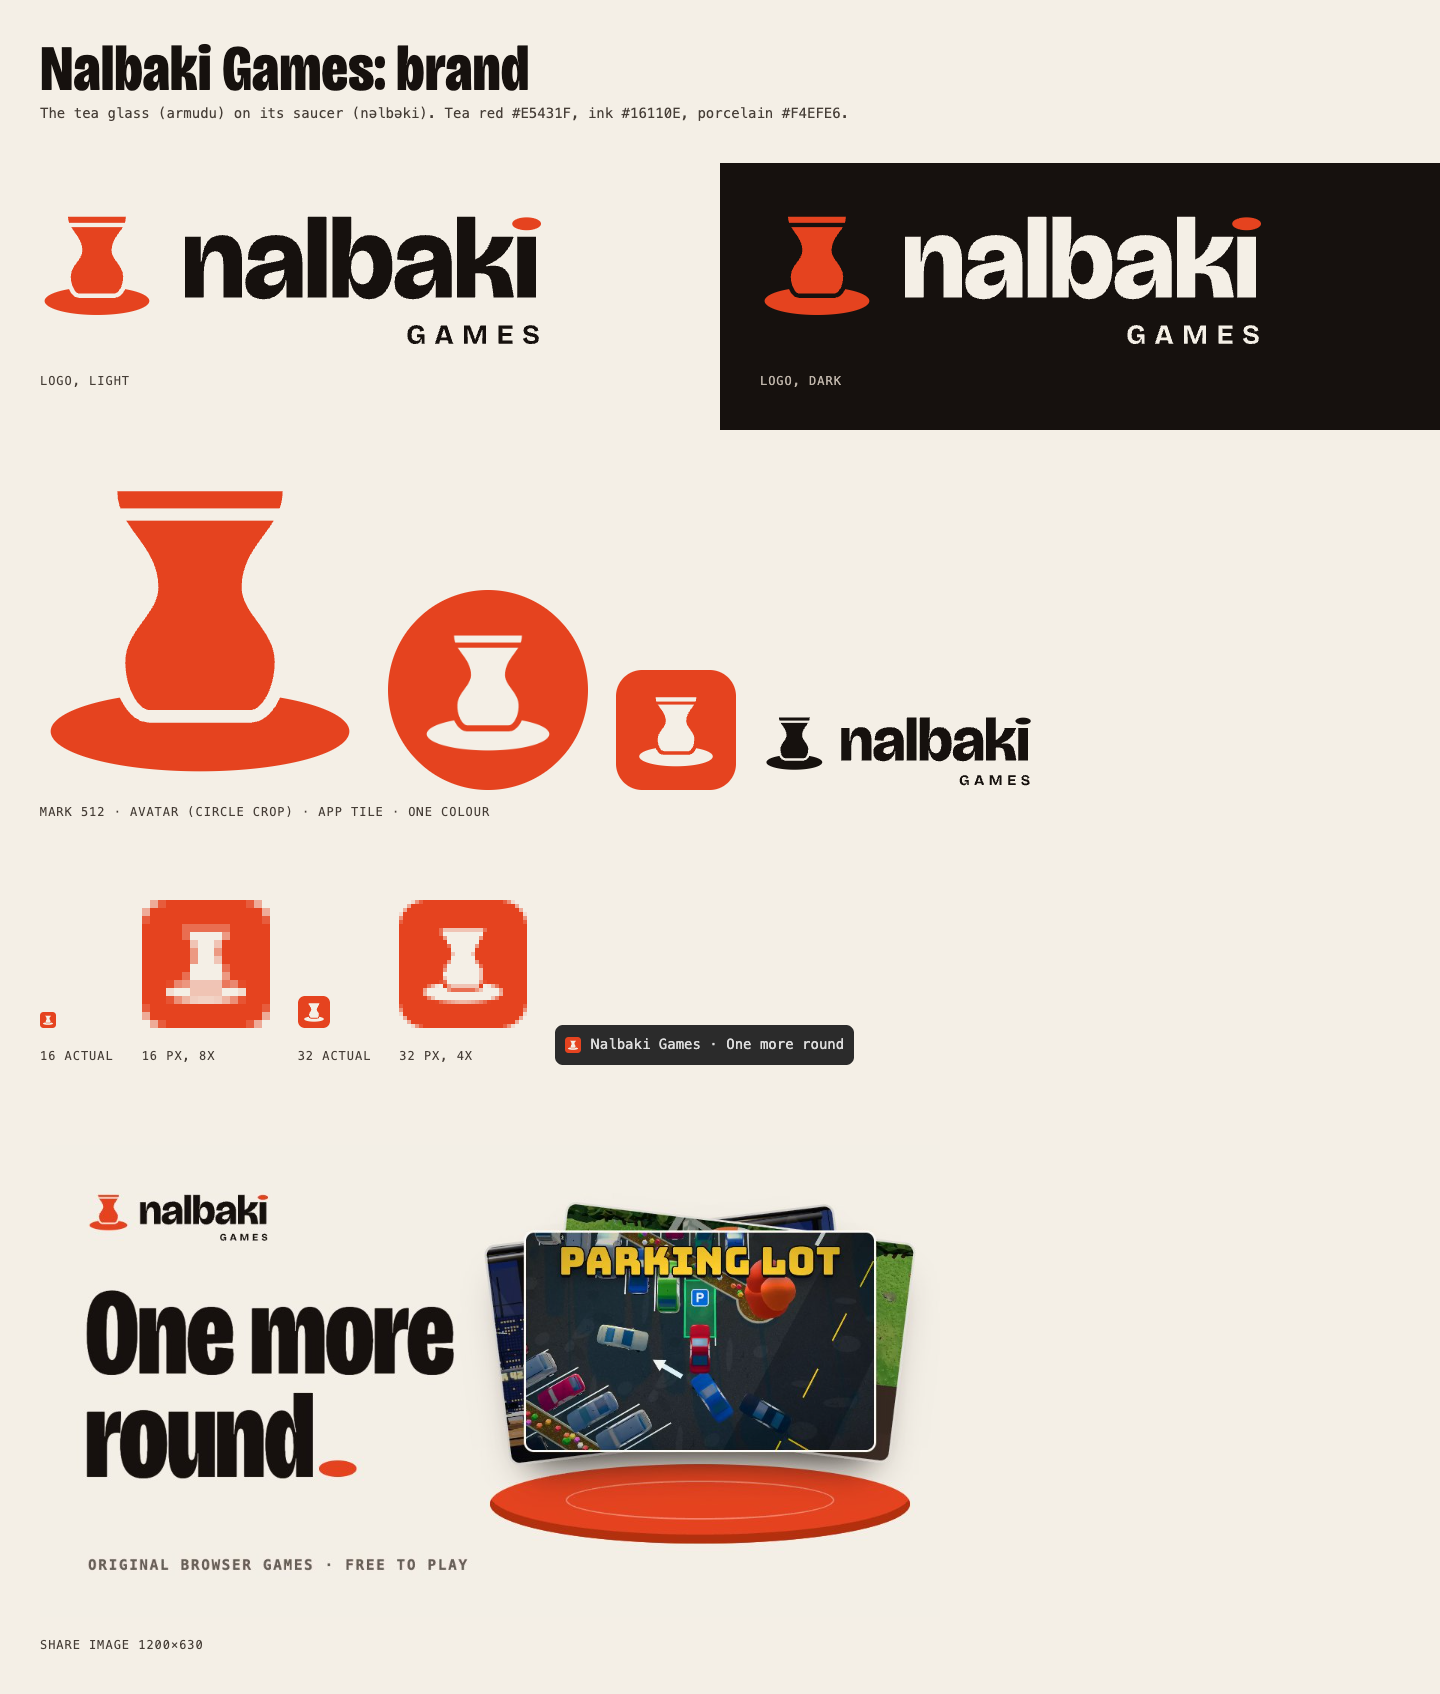 Nalbaki Games: brand
The tea glass (armudu) on its saucer (nəlbəki). Tea red #E5431F, ink #16110E, porcelain #F4EFE6.
nalbaki
GAMES
LOGO, LIGHT
nalbaki
GAMES
LOGO, DARK
nalbaki
GAMES
MARK 512 · AVATAR (CIRCLE CROP) · APP TILE · ONE COLOUR
16 ACTUAL
16 PX, 8X
32 ACTUAL
32 PX, 4X
Nalbaki Games · One more round
nalbaki
GAMES
One more
round.
PARKING LOT
P
ORIGINAL BROWSER GAMES · FREE TO PLAY
SHARE IMAGE 1200×630